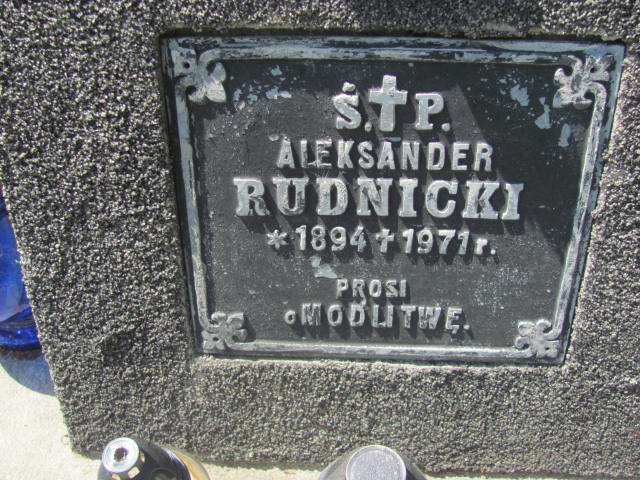 Ś.✝P.
ALEKSANDER
RUDNICKI
*1894✝1971r.
PROSI
o MODLITWĘ.